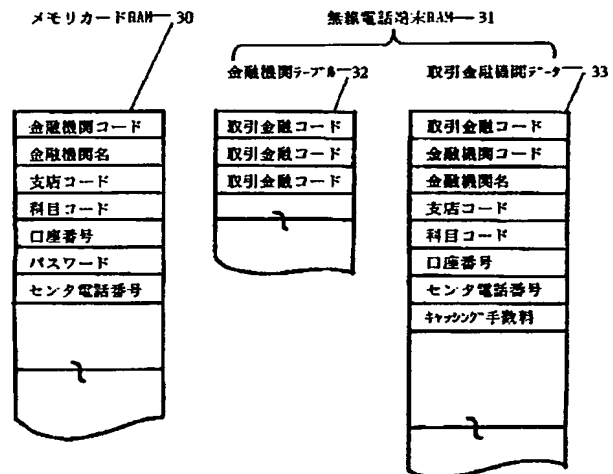 メモリカードRAM 30
無線電話端末RAM 31
金融機関テーブル 32
取引金融機関データ 33
金融機関コード
金融機関名
支店コード
科目コード
口座番号
パスワード
センタ電話番号
取引金融コード
取引金融コード
取引金融コード
取引金融コード
金融機関コード
金融機関名
支店コード
科目コード
口座番号
センタ電話番号
キャッシング手数料